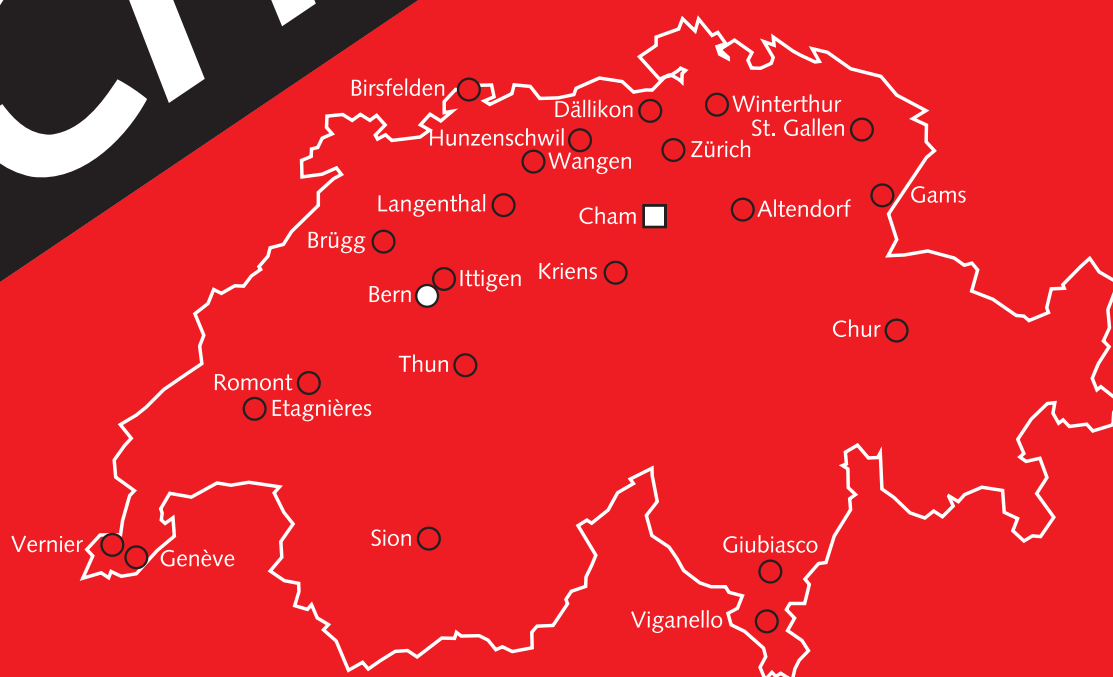 Birsfelden
Dällikon
Winterthur
St. Gallen
Hunzenschwil
Wangen
Zürich
Langenthal
Cham
Altendorf
Gams
Brügg
Ittigen
Kriens
Bern
Chur
Thun
Romont
Etagnières
Vernier
Genève
Sion
Giubiasco
Viganello